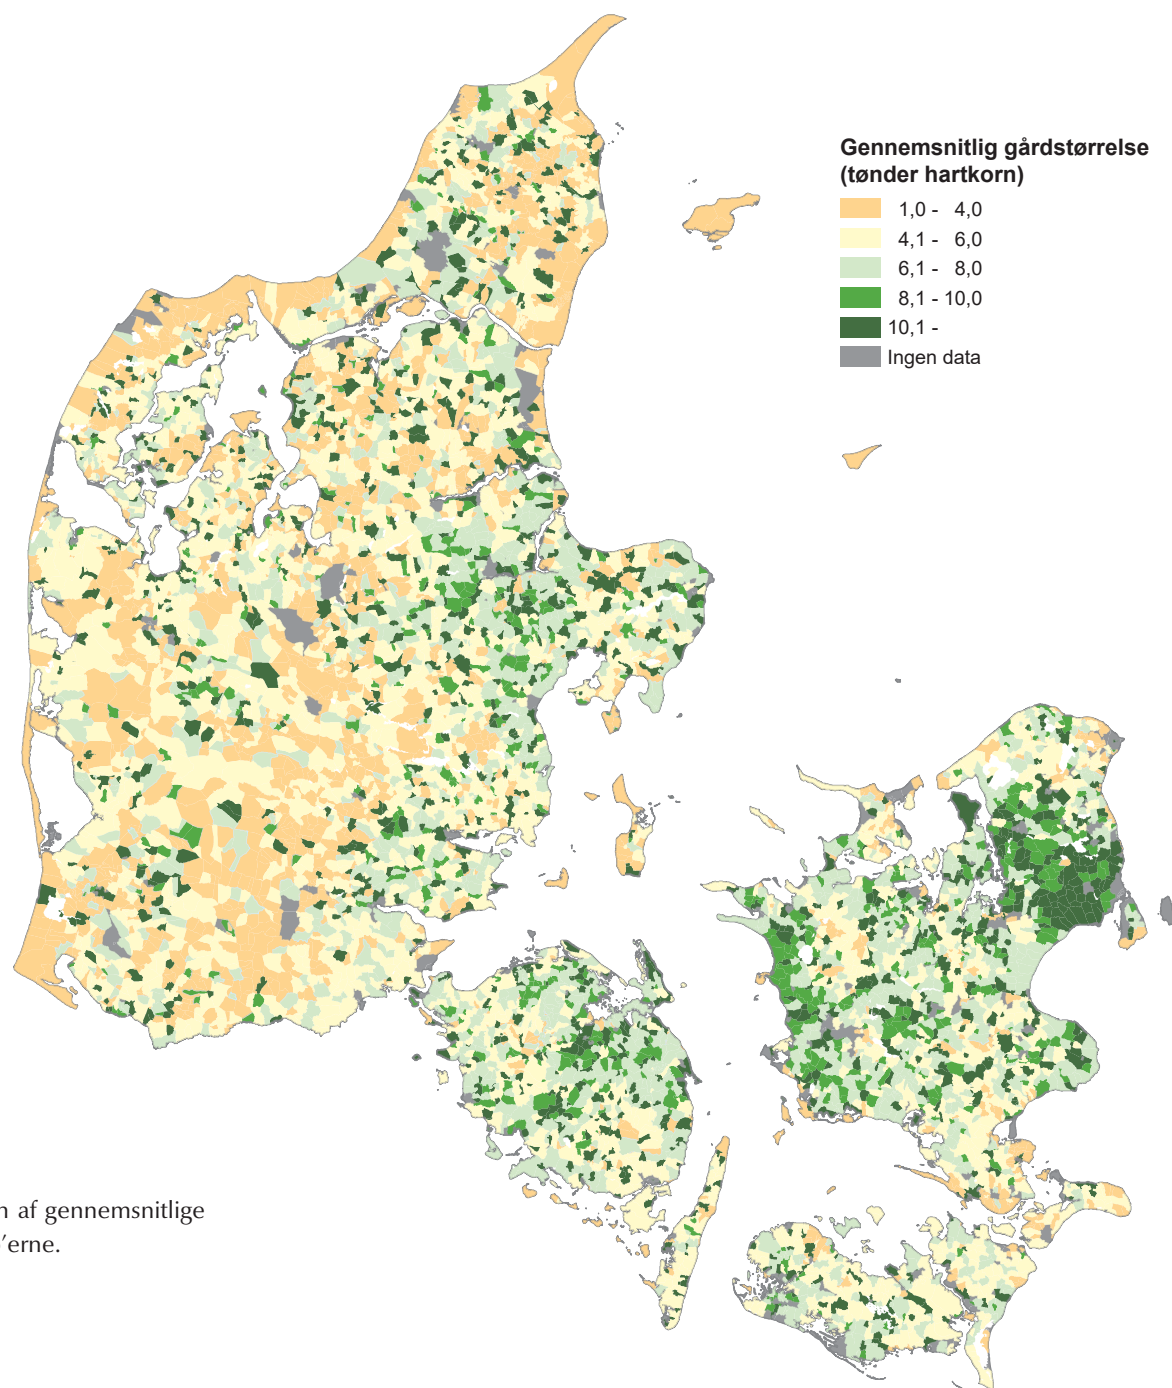 Gennemsnitlig gårdstørrelse
(tønder hartkorn)
1,0 - 4,0
4,1 - 6,0
6,1 - 8,0
8,1 - 10,0
10,1 -
Ingen data
af gennemsnitlige
’erne.